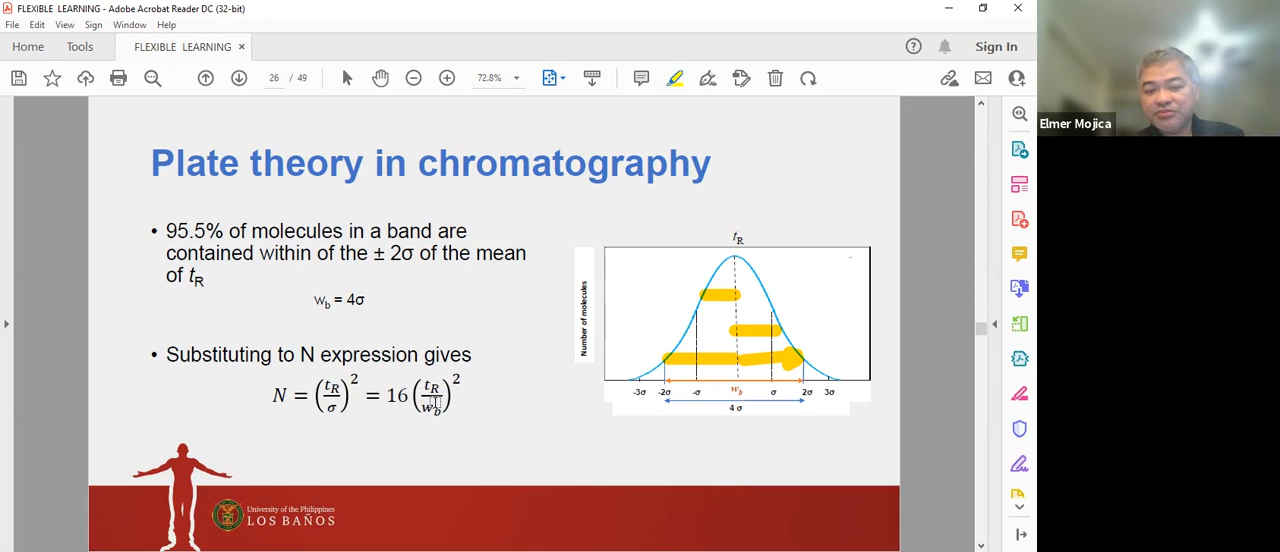 FLEXIBLE LEARNING - Adobe Acrobat Reader DC (32-bit)
File Edit View Sign Window Help
Home Tools FLEXIBLE LEARNING × Sign In
26 / 49 72.8%
Elmer Mojica
Plate theory in chromatography
• 95.5% of molecules in a band are
contained within of the ± 2σ of the mean
of tR
wb = 4σ
• Substituting to N expression gives
N = (tR/σ)² = 16(tR/wb)²
tR
Number of molecules
-3σ -2σ -σ wb σ 2σ 3σ
4 σ
University of the Philippines
LOS BAÑOS